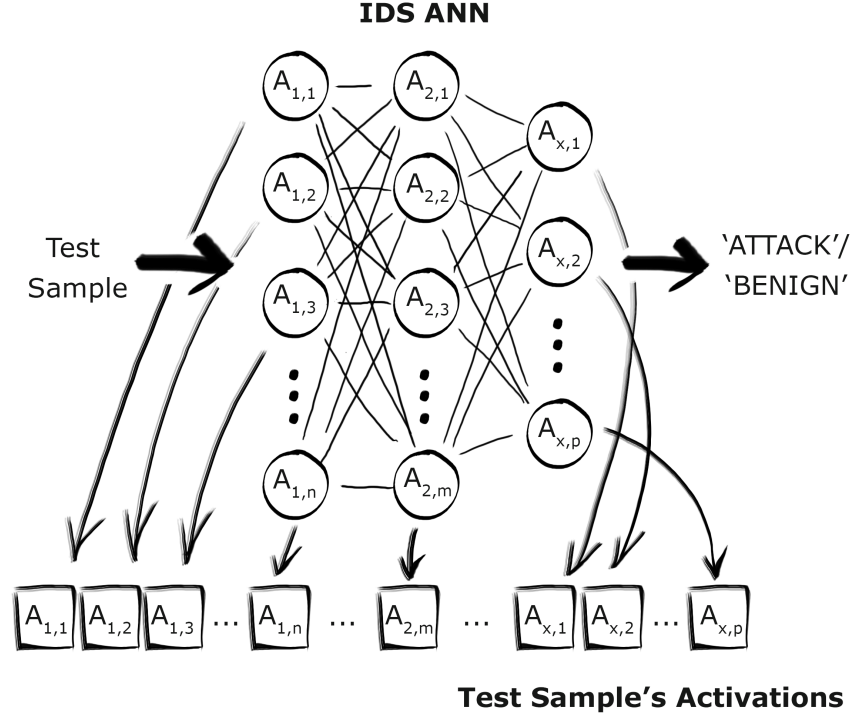 IDS ANN
A1,1 A2,1
Ax,1
A1,2 A2,2
Test
Sample
‘ATTACK’/
‘BENIGN’
Ax,2
A1,3 A2,3
Ax,p
A1,n A2,m
A1,1 A1,2 A1,3 ... A1,n ... A2,m ... Ax,1 Ax,2 ... Ax,p
Test Sample’s Activations